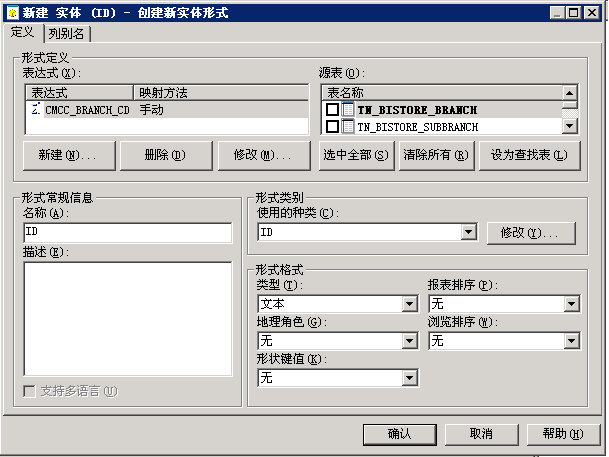 新建 实体 (ID) - 创建新实体形式
定义 列别名
形式定义
表达式(X):
表达式 映射方法
CMCC_BRANCH_CD 手动
源表(O):
表名称
TN_BISTORE_BRANCH
TN_BISTORE_SUBBRANCH
新建(N)... 删除(D) 修改(M)... 选中全部(S) 清除所有(R) 设为查找表(L)
形式常规信息
名称(A):
ID
描述(E):
支持多语言(U)
形式类别
使用的种类(C):
ID 修改(Y)...
形式格式
类型(T): 报表排序(P):
文本 无
地理角色(G): 浏览排序(W):
无 无
形状键值(K):
无
确认 取消 帮助(H)